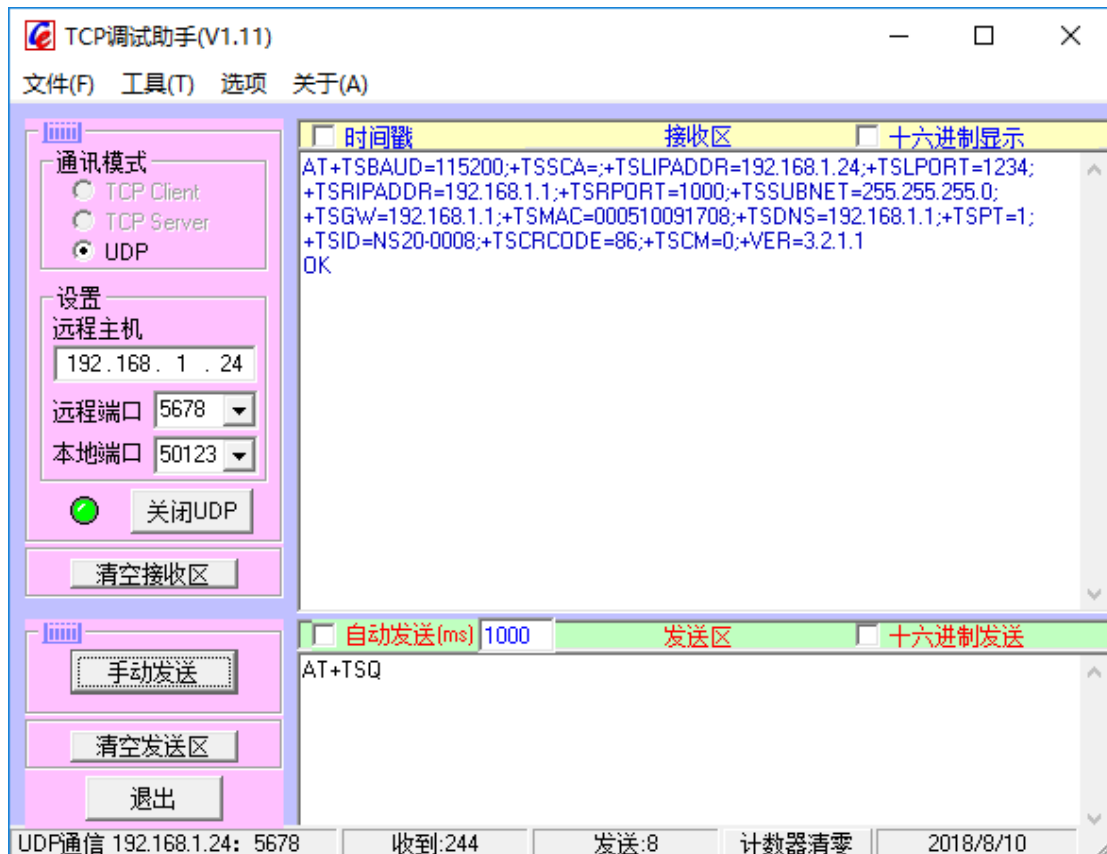 TCP调试助手(V1.11)
文件(F) 工具(T) 选项 关于(A)
通讯模式
TCP Client
TCP Server
UDP
设置
远程主机
192.168. 1 . 24
远程端口 5678
本地端口 50123
关闭UDP
清空接收区
时间戳 接收区 十六进制显示
AT+TSBAUD=115200;+TSSCA=;+TSLIPADDR=192.168.1.24;+TSLPORT=1234;
+TSRIPADDR=192.168.1.1;+TSRPORT=1000;+TSSUBNET=255.255.255.0;
+TSGW=192.168.1.1;+TSMAC=000510091708;+TSDNS=192.168.1.1;+TSPT=1;
+TSID=NS20-0008;+TSCRCODE=86;+TSCM=0;+VER=3.2.1.1
OK
手动发送
清空发送区
退出
自动发送(ms) 1000 发送区 十六进制发送
AT+TSQ
UDP通信 192.168.1.24: 5678 收到:244 发送:8 计数器清零 2018/8/10